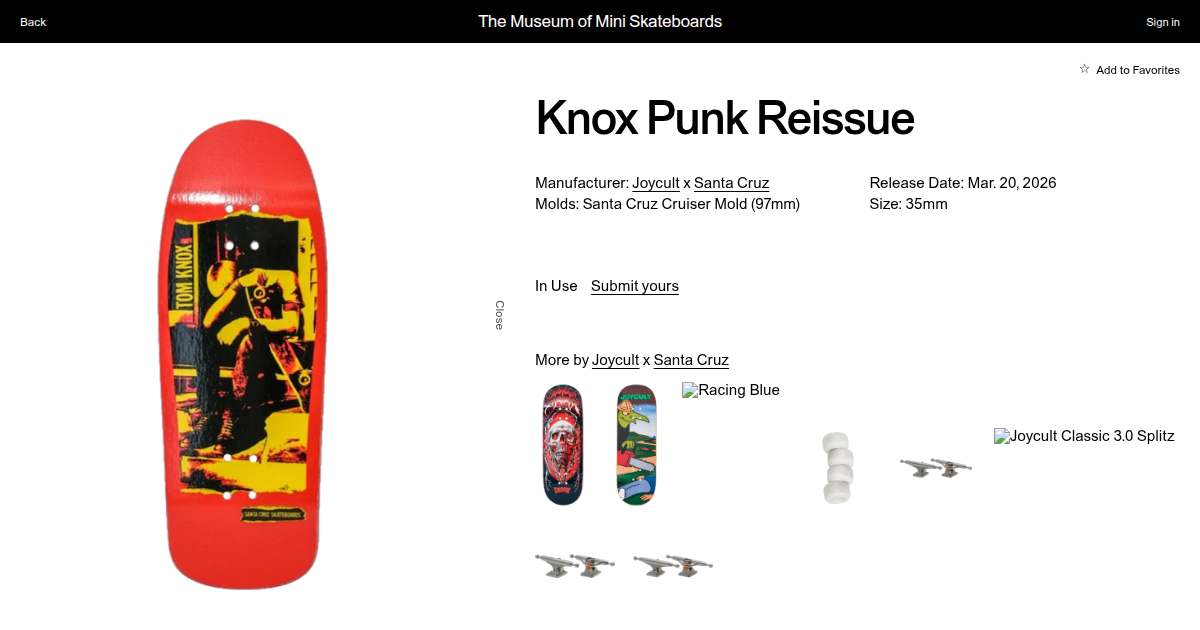 Back
The Museum of Mini Skateboards
Sign in
☆ Add to Favorites
Knox Punk Reissue
Manufacturer: Joycult x Santa Cruz
Molds: Santa Cruz Cruiser Mold (97mm)
Release Date: Mar. 20, 2026
Size: 35mm
In Use Submit yours
Close
More by Joycult x Santa Cruz
Racing Blue
Joycult Classic 3.0 Splitz
TOM KNOX
SANTA CRUZ SKATEBOARDS
JOYCULT